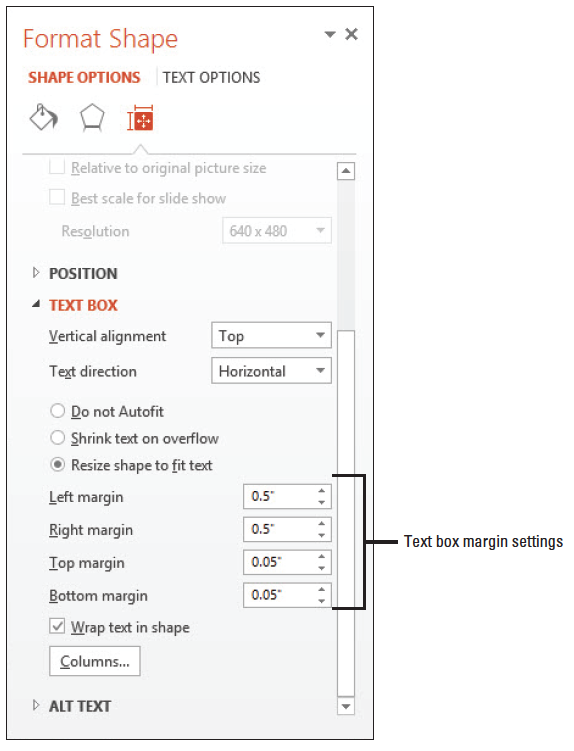 Format Shape
SHAPE OPTIONS TEXT OPTIONS
Relative to original picture size
Best scale for slide show
Resolution 640 x 480
POSITION
TEXT BOX
Vertical alignment Top
Text direction Horizontal
Do not Autofit
Shrink text on overflow
Resize shape to fit text
Left margin 0.5"
Right margin 0.5"
Text box margin settings
Top margin 0.05"
Bottom margin 0.05"
Wrap text in shape
Columns...
ALT TEXT